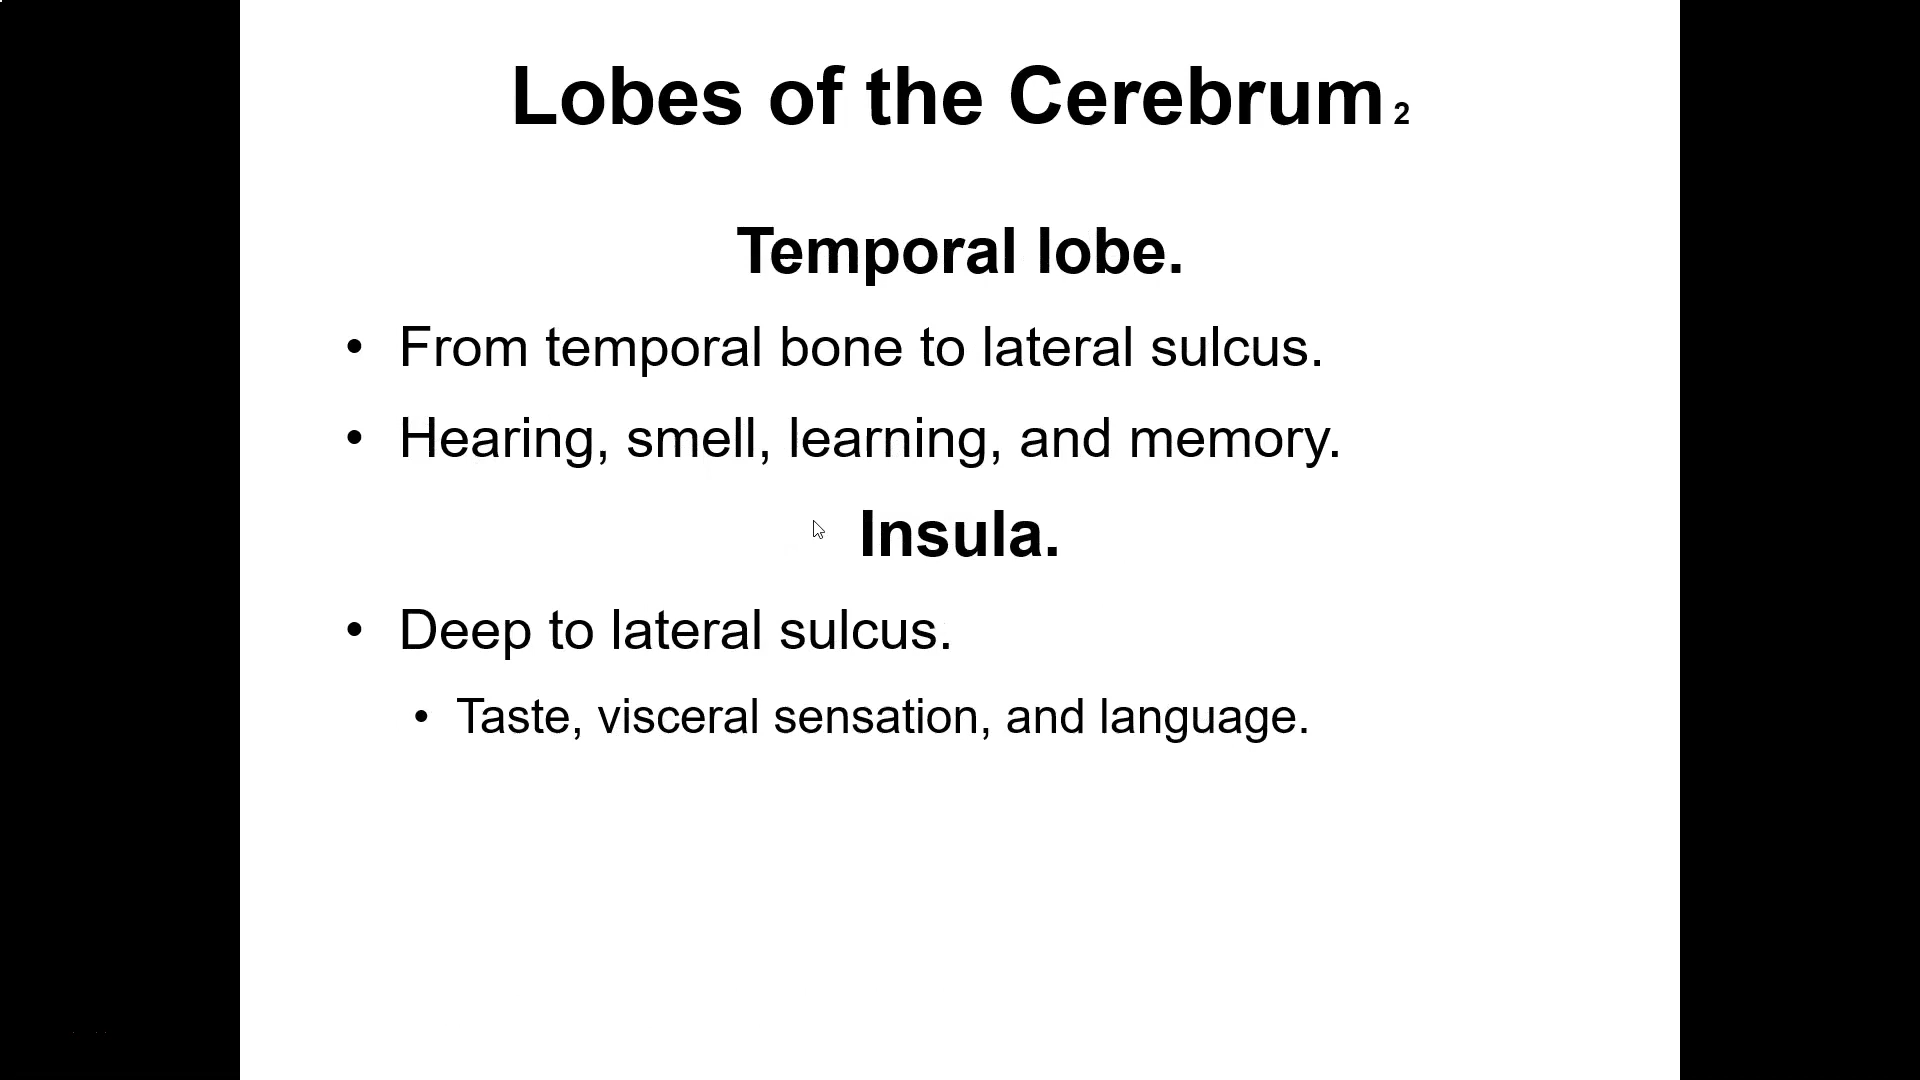 Lobes of the Cerebrum 2
Temporal lobe.
• From temporal bone to lateral sulcus.
• Hearing, smell, learning, and memory.
Insula.
• Deep to lateral sulcus.
• Taste, visceral sensation, and language.